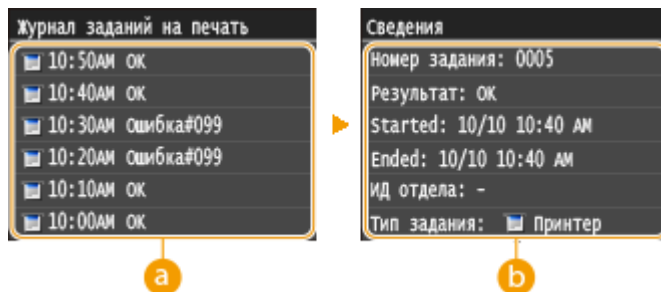 Журнал заданий на печать
10:50AM OK
10:40AM OK
10:30AM Ошибка#099
10:20AM Ошибка#099
10:10AM OK
10:00AM OK
a
Сведения
Номер задания: 0005
Результат: OK
Started: 10/10 10:40 AM
Ended: 10/10 10:40 AM
ИД отдела: -
Тип задания: Принтер
b